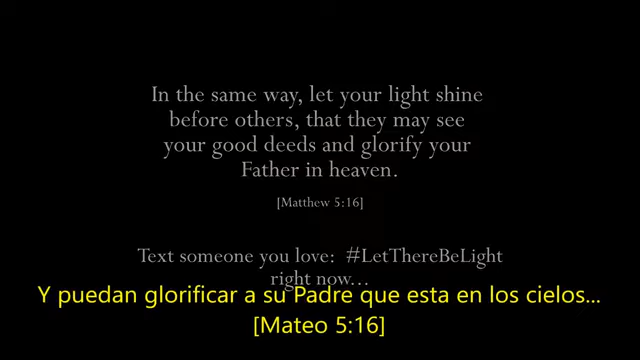 In the same way, let your light shine
before others, that they may see
your good deeds and glorify your
Father in heaven.
[Matthew 5:16]
Text someone you love: #LetThereBeLight
right now...
Y puedan glorificar a su Padre que esta en los cielos...
[Mateo 5:16]